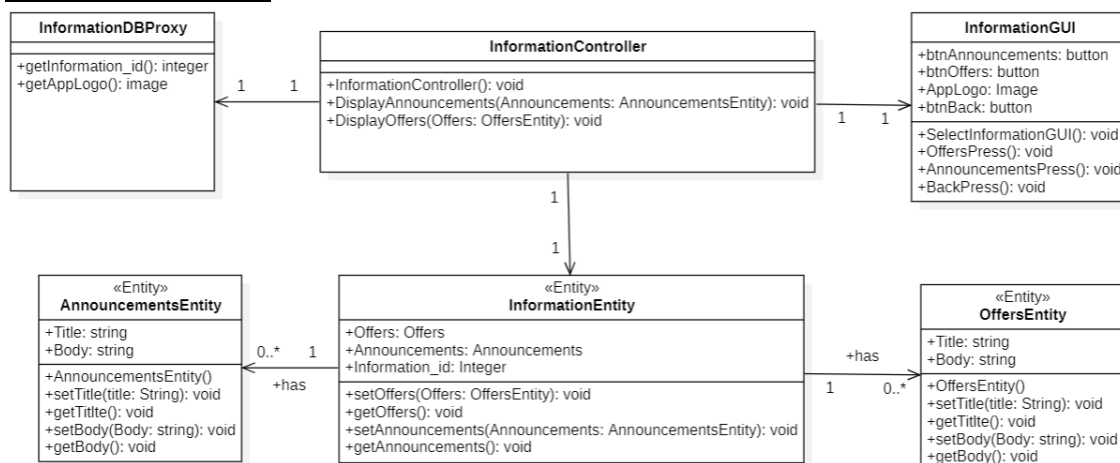 InformationDBProxy
+getInformation_id(): integer
+getAppLogo(): image
1
1
InformationController
+InformationController(): void
+DisplayAnnouncements(Announcements: AnnouncementsEntity): void
+DisplayOffers(Offers: OffersEntity): void
1
1
InformationGUI
+btnAnnouncements: button
+btnOffers: button
+AppLogo: Image
+btnBack: button
+SelectInformationGUI(): void
+OffersPress(): void
+AnnouncementsPress(): void
+BackPress(): void
1
1
«Entity»
AnnouncementsEntity
+Title: string
+Body: string
+AnnouncementsEntity()
+setTitle(title: String): void
+getTitlte(): void
+setBody(Body: string): void
+getBody(): void
0..*
1
+has
«Entity»
InformationEntity
+Offers: Offers
+Announcements: Announcements
+Information_id: Integer
+setOffers(Offers: OffersEntity): void
+getOffers(): void
+setAnnouncements(Announcements: AnnouncementsEntity): void
+getAnnouncements(): void
+has
1
0..*
«Entity»
OffersEntity
+Title: string
+Body: string
+OffersEntity()
+setTitle(title: String): void
+getTitlte(): void
+setBody(Body: string): void
+getBody(): void